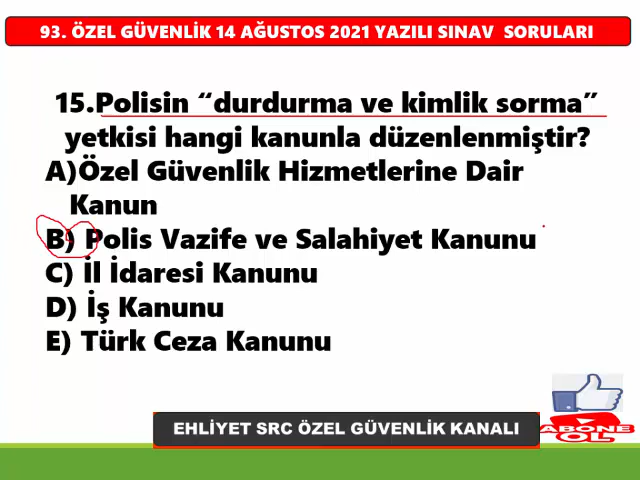 93. ÖZEL GÜVENLİK 14 AĞUSTOS 2021 YAZILI SINAV SORULARI
15.Polisin “durdurma ve kimlik sorma”
yetkisi hangi kanunla düzenlenmiştir?
A)Özel Güvenlik Hizmetlerine Dair
Kanun
B) Polis Vazife ve Salahiyet Kanunu
C) İl İdaresi Kanunu
D) İş Kanunu
E) Türk Ceza Kanunu
EHLİYET SRC ÖZEL GÜVENLİK KANALI
ABONE
OL